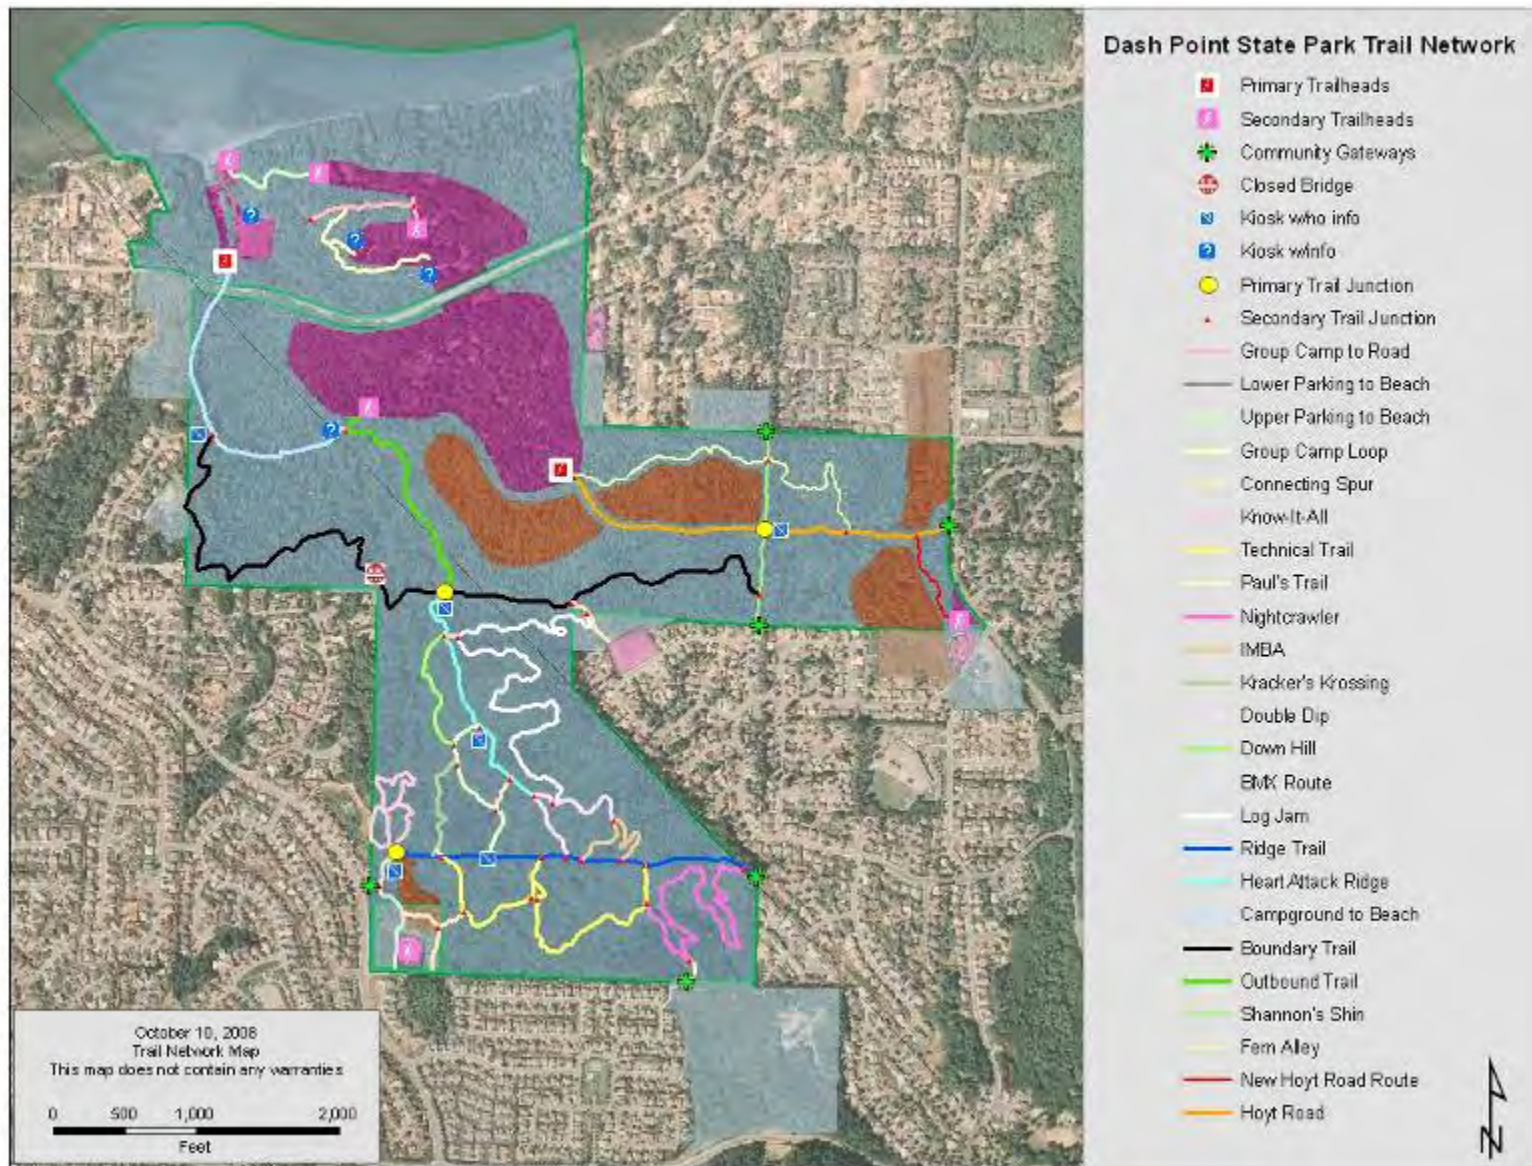 Dash Point State Park Trail Network
Primary Trailheads
Secondary Trailheads
Community Gateways
Closed Bridge
Kiosk w/no info
Kiosk w/info
Primary Trail Junction
Secondary Trail Junction
Group Camp to Road
Lower Parking to Beach
Upper Parking to Beach
Group Camp Loop
Connecting Spur
Know-It-All
Technical Trail
Paul's Trail
Nightcrawler
IMBA
Kracker's Krossing
Double Dip
Down Hill
BMX Route
Log Jam
Ridge Trail
Heart Attack Ridge
Campground to Beach
Boundary Trail
Outbound Trail
Shannon's Shin
Fern Alley
New Hoyt Road Route
Hoyt Road
N
October 10, 2008
Trail Network Map
This map does not contain any warranties
0 500 1,000 2,000
Feet